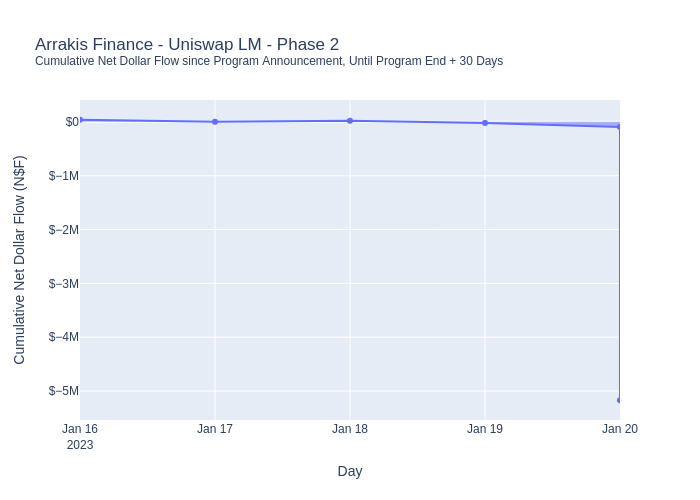 Arrakis Finance - Uniswap LM - Phase 2
Cumulative Net Dollar Flow since Program Announcement, Until Program End + 30 Days
Cumulative Net Dollar Flow (N$F)
$0
$−1M
$−2M
$−3M
$−4M
$−5M
Jan 16
2023
Jan 17
Jan 18
Jan 19
Jan 20
Day